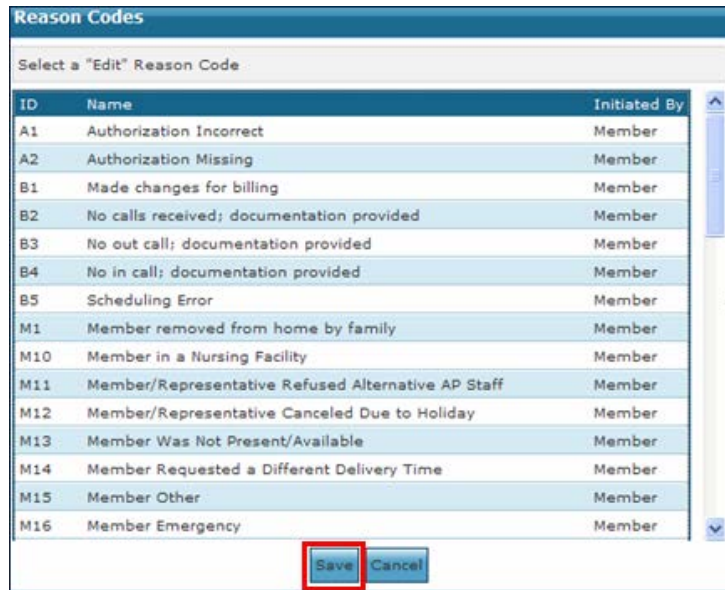 Reason Codes
Select a "Edit" Reason Code
ID Name Initiated By
A1 Authorization Incorrect Member
A2 Authorization Missing Member
B1 Made changes for billing Member
B2 No calls received; documentation provided Member
B3 No out call; documentation provided Member
B4 No in call; documentation provided Member
B5 Scheduling Error Member
M1 Member removed from home by family Member
M10 Member in a Nursing Facility Member
M11 Member/Representative Refused Alternative AP Staff Member
M12 Member/Representative Canceled Due to Holiday Member
M13 Member Was Not Present/Available Member
M14 Member Requested a Different Delivery Time Member
M15 Member Other Member
M16 Member Emergency Member
Save Cancel